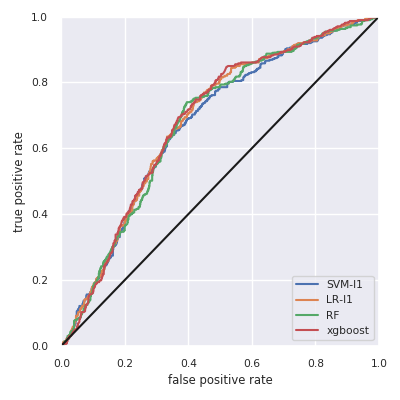 1.0
0.8
0.6
0.4
0.2
0.0
true positive rate
SVM-l1
LR-l1
RF
xgboost
0.0 0.2 0.4 0.6 0.8 1.0
false positive rate